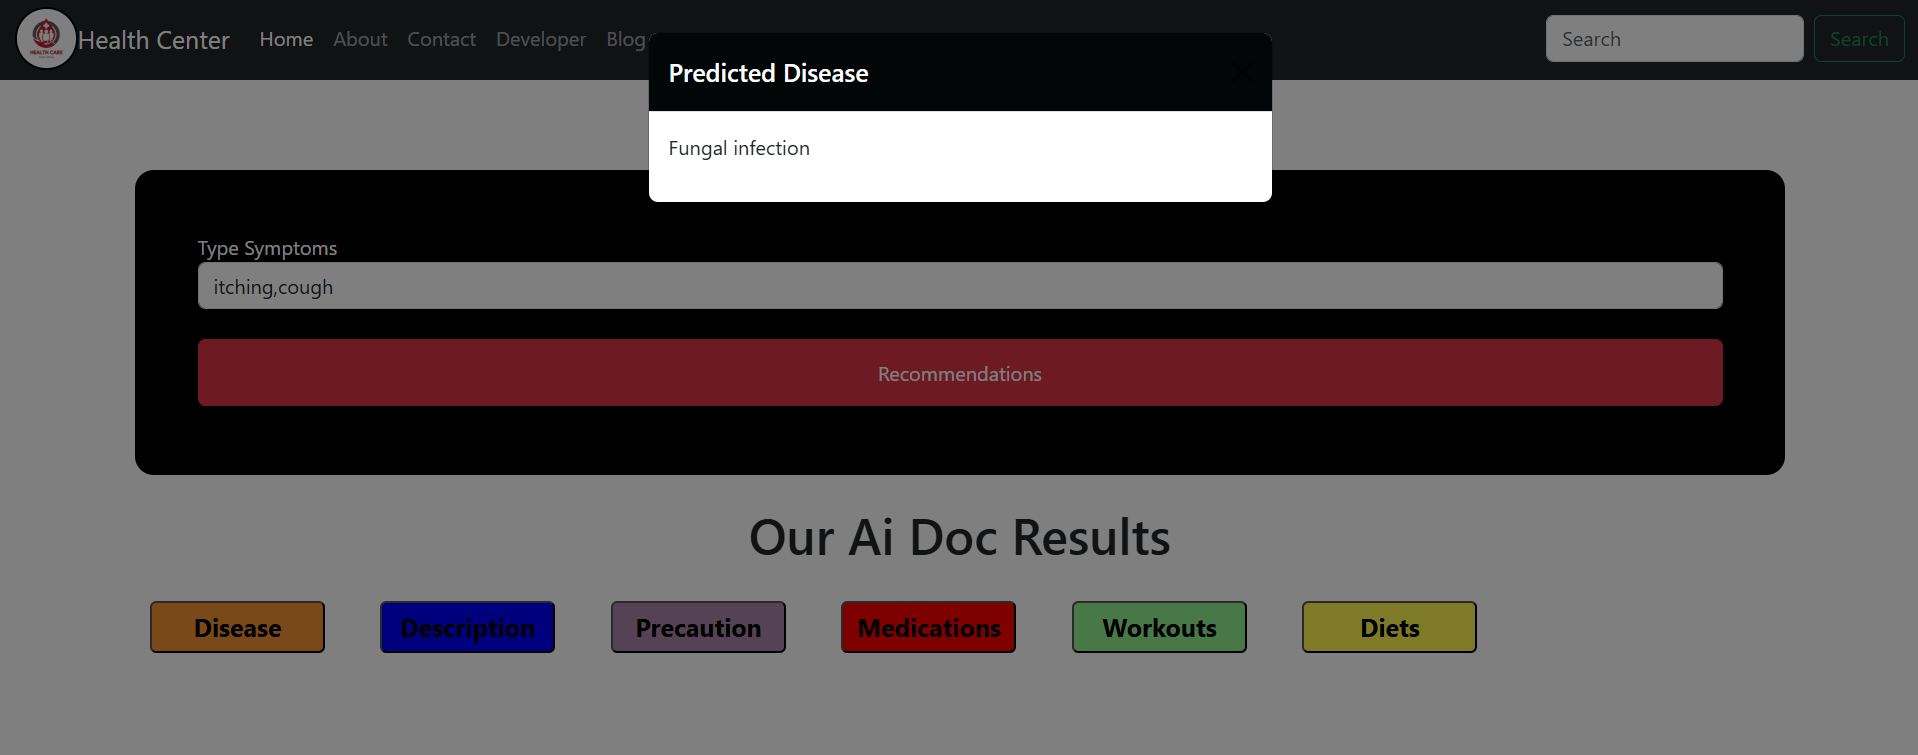 HEALTH CARE
Health Center
Home
About
Contact
Developer
Blog
Search
Search
Predicted Disease
Fungal infection
Type Symptoms
itching,cough
Recommendations
Our Ai Doc Results
Disease
Description
Precaution
Medications
Workouts
Diets